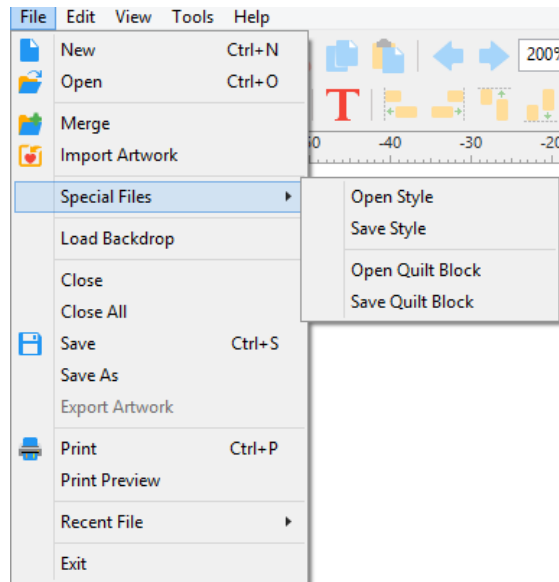 File Edit View Tools Help
New Ctrl+N
Open Ctrl+O
200%
Merge
T
Import Artwork
-40 -30 -20
Special Files
Open Style
Save Style
Load Backdrop
Open Quilt Block
Close
Save Quilt Block
Close All
Save Ctrl+S
Save As
Export Artwork
Print Ctrl+P
Print Preview
Recent File
Exit